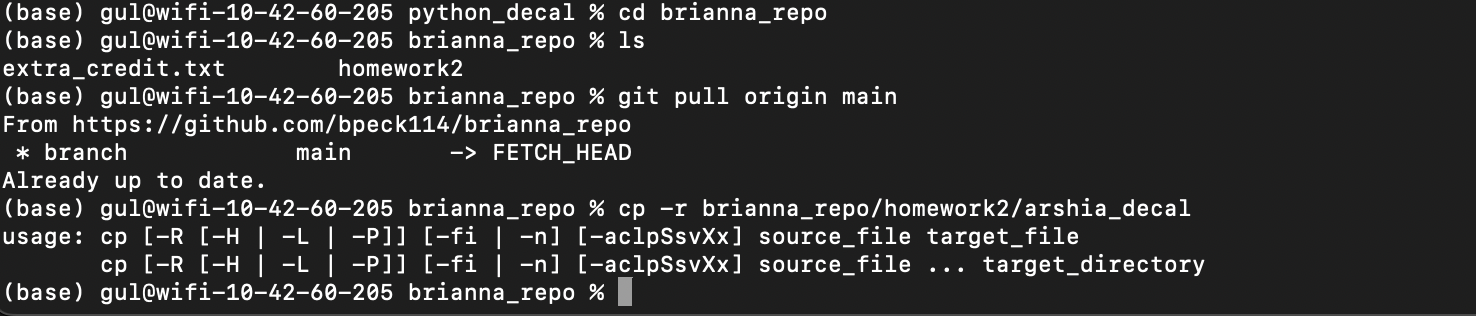 (base) gul@wifi-10-42-60-205 python_decal % cd brianna_repo
(base) gul@wifi-10-42-60-205 brianna_repo % ls
extra_credit.txt        homework2
(base) gul@wifi-10-42-60-205 brianna_repo % git pull origin main
From https://github.com/bpeck114/brianna_repo
 * branch            main       -> FETCH_HEAD
Already up to date.
(base) gul@wifi-10-42-60-205 brianna_repo % cp -r brianna_repo/homework2/arshia_decal
usage: cp [-R [-H | -L | -P]] [-fi | -n] [-aclpSsvXx] source_file target_file
       cp [-R [-H | -L | -P]] [-fi | -n] [-aclpSsvXx] source_file ... target_directory
(base) gul@wifi-10-42-60-205 brianna_repo %